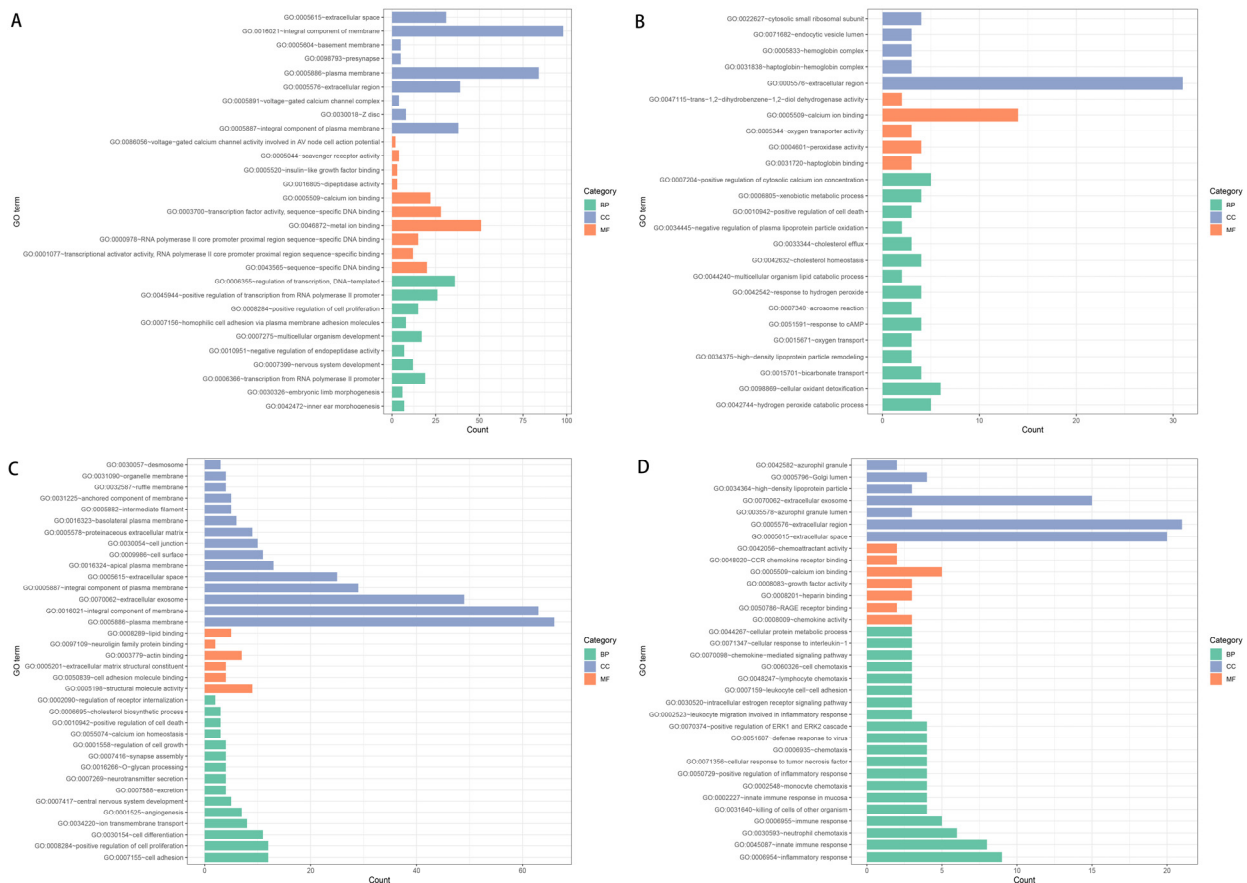 A
GO term
GO:0005615~extracellular space
GO:0016021~integral component of membrane
GO:0005604~basement membrane
GO:0098793~presynapse
GO:0005886~plasma membrane
GO:0005576~extracellular region
GO:0005891~voltage-gated calcium channel complex
GO:0030018~Z disc
GO:0005887~integral component of plasma membrane
GO:0086056~voltage-gated calcium channel activity involved in AV node cell action potential
GO:0005044~scavenger receptor activity
GO:0005520~insulin-like growth factor binding
GO:0016805~dipeptidase activity
GO:0005509~calcium ion binding
GO:0003700~transcription factor activity, sequence-specific DNA binding
GO:0046872~metal ion binding
GO:0000978~RNA polymerase II core promoter proximal region sequence-specific DNA binding
GO:0001077~transcriptional activator activity, RNA polymerase II core promoter proximal region sequence-specific binding
GO:0043565~sequence-specific DNA binding
GO:0006355~regulation of transcription, DNA-templated
GO:0045944~positive regulation of transcription from RNA polymerase II promoter
GO:0008284~positive regulation of cell proliferation
GO:0007156~homophilic cell adhesion via plasma membrane adhesion molecules
GO:0007275~multicellular organism development
GO:0010951~negative regulation of endopeptidase activity
GO:0007399~nervous system development
GO:0006366~transcription from RNA polymerase II promoter
GO:0030326~embryonic limb morphogenesis
GO:0042472~inner ear morphogenesis
0 25 50 75 100
Count
Category
BP
CC
MF
B
GO term
GO:0022627~cytosolic small ribosomal subunit
GO:0071682~endocytic vesicle lumen
GO:0005833~hemoglobin complex
GO:0031838~haptoglobin-hemoglobin complex
GO:0005576~extracellular region
GO:0047115~trans-1,2-dihydrobenzene-1,2-diol dehydrogenase activity
GO:0005509~calcium ion binding
GO:0005344~oxygen transporter activity
GO:0004601~peroxidase activity
GO:0031720~haptoglobin binding
GO:0007204~positive regulation of cytosolic calcium ion concentration
GO:0006805~xenobiotic metabolic process
GO:0010942~positive regulation of cell death
GO:0034445~negative regulation of plasma lipoprotein particle oxidation
GO:0033344~cholesterol efflux
GO:0042632~cholesterol homeostasis
GO:0044240~multicellular organism lipid catabolic process
GO:0042542~response to hydrogen peroxide
GO:0007340~acrosome reaction
GO:0051591~response to cAMP
GO:0015671~oxygen transport
GO:0034375~high-density lipoprotein particle remodeling
GO:0015701~bicarbonate transport
GO:0098869~cellular oxidant detoxification
GO:0042744~hydrogen peroxide catabolic process
0 10 20 30
Count
Category
BP
CC
MF
C
GO term
GO:0030057~desmosome
GO:0031090~organelle membrane
GO:0032587~ruffle membrane
GO:0031225~anchored component of membrane
GO:0005882~intermediate filament
GO:0016323~basolateral plasma membrane
GO:0005578~proteinaceous extracellular matrix
GO:0030054~cell junction
GO:0009986~cell surface
GO:0016324~apical plasma membrane
GO:0005615~extracellular space
GO:0005887~integral component of plasma membrane
GO:0070062~extracellular exosome
GO:0016021~integral component of membrane
GO:0005886~plasma membrane
GO:0008289~lipid binding
GO:0097109~neuroligin family protein binding
GO:0003779~actin binding
GO:0005201~extracellular matrix structural constituent
GO:0050839~cell adhesion molecule binding
GO:0005198~structural molecule activity
GO:0002090~regulation of receptor internalization
GO:0006695~cholesterol biosynthetic process
GO:0010942~positive regulation of cell death
GO:0055074~calcium ion homeostasis
GO:0001558~regulation of cell growth
GO:0007416~synapse assembly
GO:0016266~O-glycan processing
GO:0007269~neurotransmitter secretion
GO:0007588~excretion
GO:0007417~central nervous system development
GO:0001525~angiogenesis
GO:0034220~ion transmembrane transport
GO:0030154~cell differentiation
GO:0008284~positive regulation of cell proliferation
GO:0007155~cell adhesion
0 20 40 60
Count
Category
BP
CC
MF
D
GO term
GO:0042582~azurophil granule
GO:0005796~Golgi lumen
GO:0034364~high-density lipoprotein particle
GO:0070062~extracellular exosome
GO:0035578~azurophil granule lumen
GO:0005576~extracellular region
GO:0005615~extracellular space
GO:0042056~chemoattractant activity
GO:0048020~CCR chemokine receptor binding
GO:0005509~calcium ion binding
GO:0008083~growth factor activity
GO:0008201~heparin binding
GO:0050786~RAGE receptor binding
GO:0008009~chemokine activity
GO:0044267~cellular protein metabolic process
GO:0071347~cellular response to interleukin-1
GO:0070098~chemokine-mediated signaling pathway
GO:0060326~cell chemotaxis
GO:0048247~lymphocyte chemotaxis
GO:0007159~leukocyte cell-cell adhesion
GO:0030520~intracellular estrogen receptor signaling pathway
GO:0002523~leukocyte migration involved in inflammatory response
GO:0070374~positive regulation of ERK1 and ERK2 cascade
GO:0051607~defense response to virus
GO:0006935~chemotaxis
GO:0071356~cellular response to tumor necrosis factor
GO:0050729~positive regulation of inflammatory response
GO:0002548~monocyte chemotaxis
GO:0002227~innate immune response in mucosa
GO:0031640~killing of cells of other organism
GO:0006955~immune response
GO:0030593~neutrophil chemotaxis
GO:0045087~innate immune response
GO:0006954~inflammatory response
0 5 10 15 20
Count
Category
BP
CC
MF